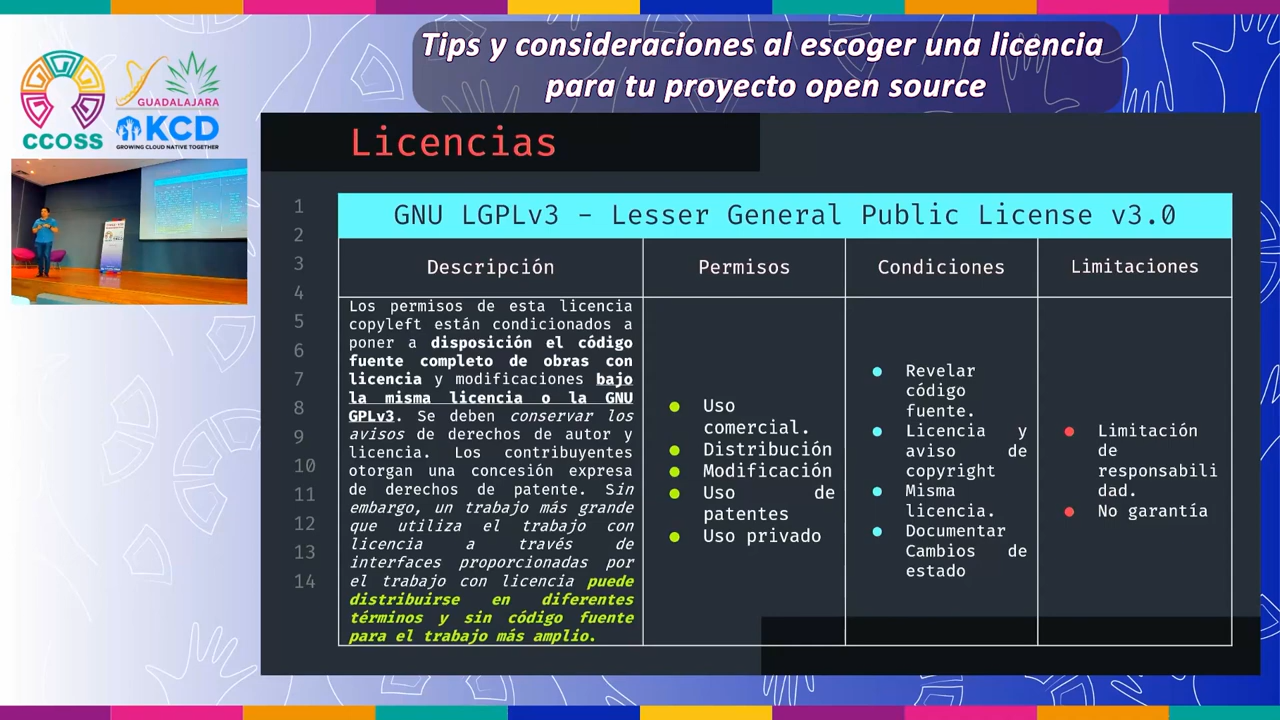 Tips y consideraciones al escoger una licencia
para tu proyecto open source
CCOSS
GUADALAJARA
KCD
GROWING CLOUD NATIVE TOGETHER
Licencias
1
2
3
4
5
6
7
8
9
10
11
12
13
14
GNU LGPLv3 - Lesser General Public License v3.0
Descripción
Permisos
Condiciones
Limitaciones
Los permisos de esta licencia
copyleft están condicionados a
poner a disposición el código
fuente completo de obras con
licencia y modificaciones bajo
la misma licencia o la GNU
GPLv3. Se deben conservar los
avisos de derechos de autor y
licencia. Los contribuyentes
otorgan una concesión expresa
de derechos de patente. Sin
embargo, un trabajo más grande
que utiliza el trabajo con
licencia a través de
interfaces proporcionadas por
el trabajo con licencia puede
distribuirse en diferentes
términos y sin código fuente
para el trabajo más amplio.
Uso
comercial.
Distribución
Modificación
Uso de
patentes
Uso privado
Revelar
código
fuente.
Licencia y
aviso de
copyright
Misma
licencia.
Documentar
Cambios de
estado
Limitación
de
responsabili
dad.
No garantía